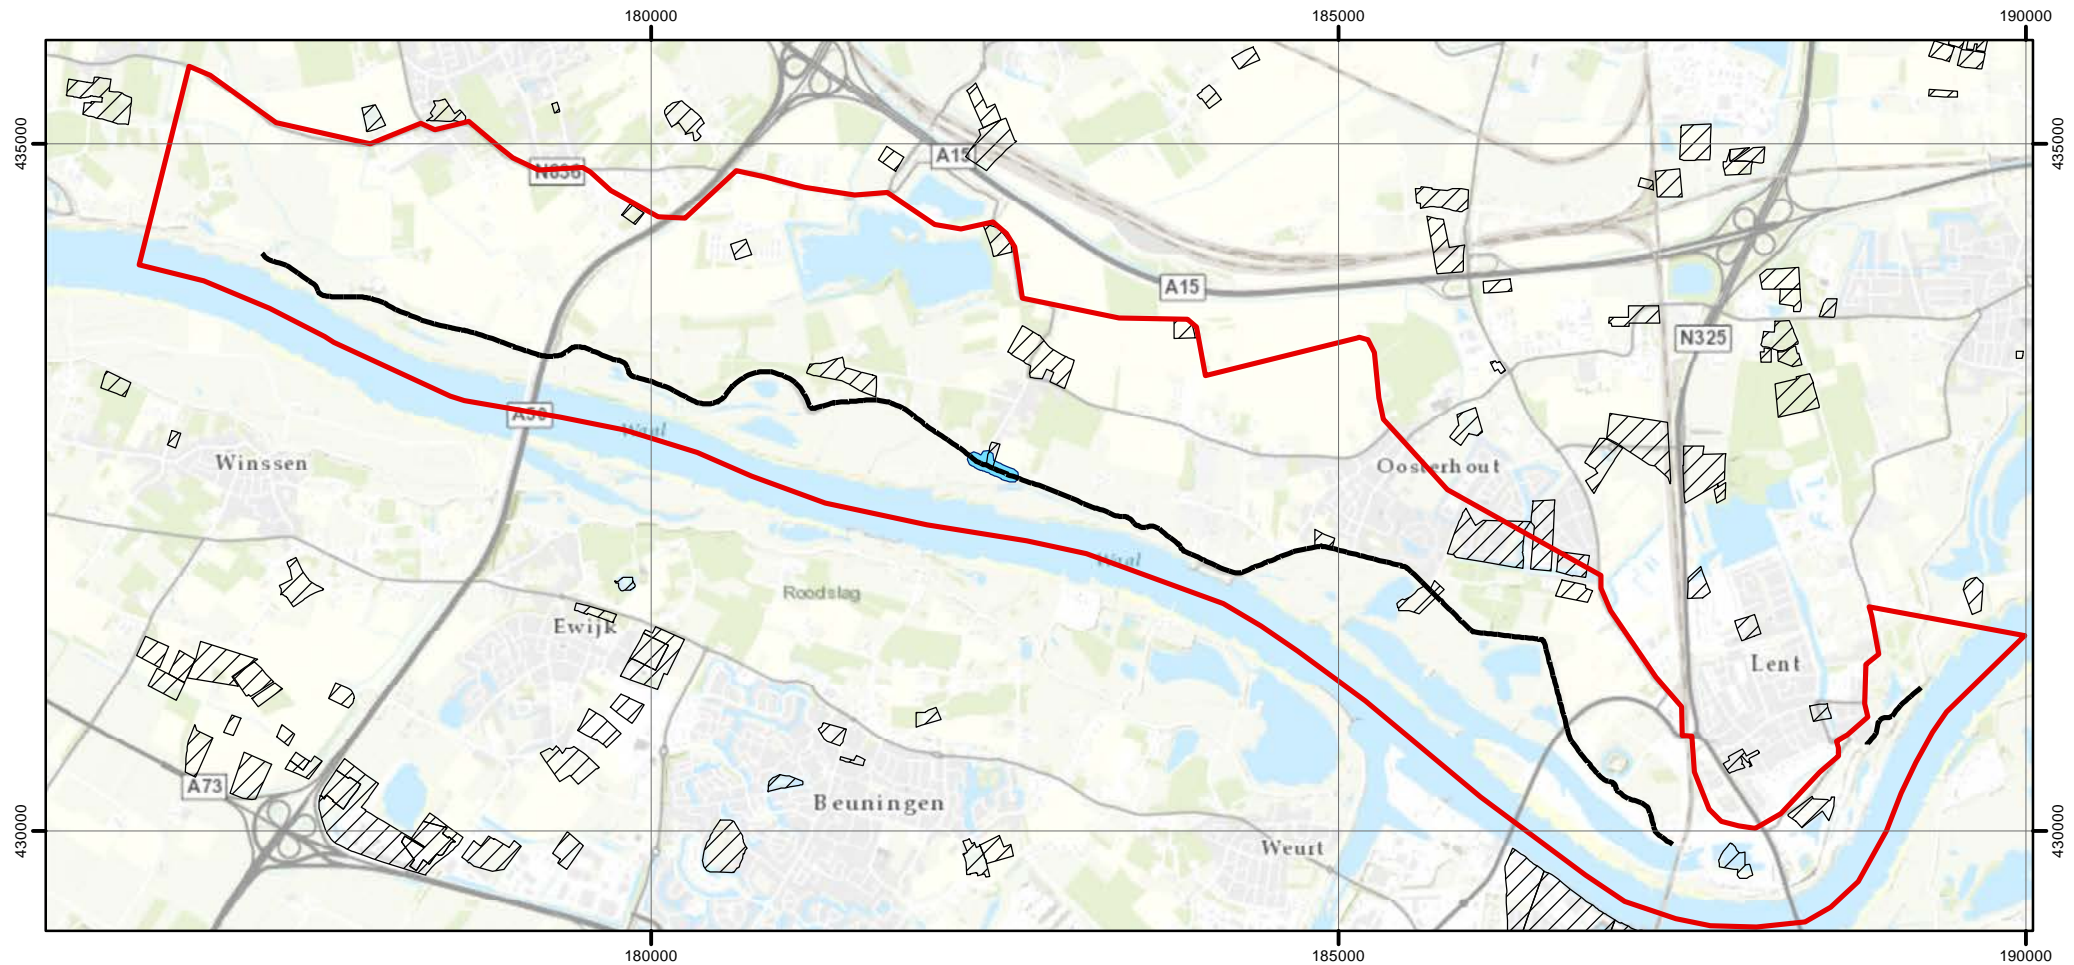 180000
185000
190000
435000
435000
A15
N836
A15
N325
A50
Waal
Winssen
Oosterhout
Waal
Roodslag
Ewijk
Lent
A73
Beuningen
430000
430000
Weurt
180000
185000
190000